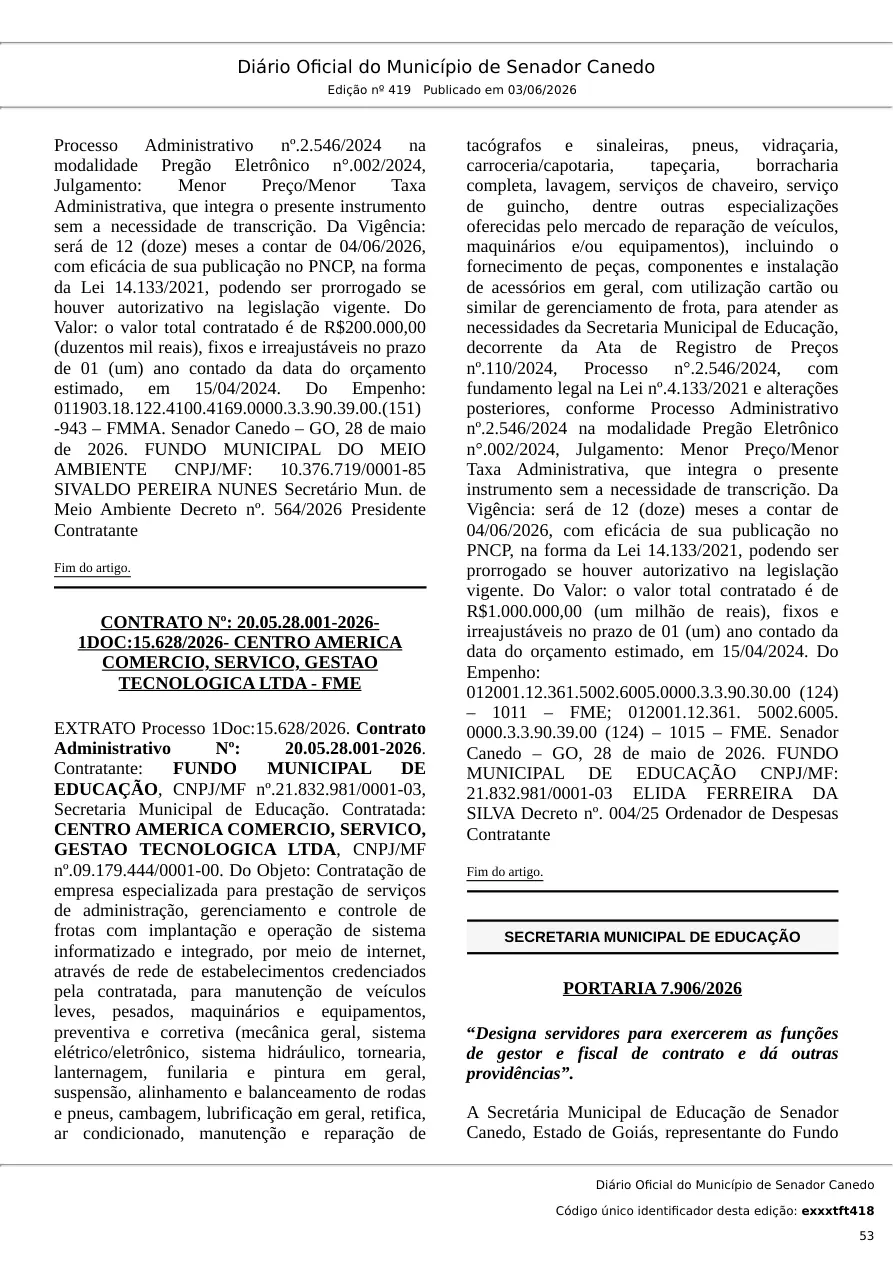 Diário Oficial do Município de Senador Canedo
Edição nº 419 Publicado em 03/06/2026
Processo Administrativo nº.2.546/2024 na
modalidade Pregão Eletrônico n°.002/2024,
Julgamento: Menor Preço/Menor Taxa
Administrativa, que integra o presente instrumento
sem a necessidade de transcrição. Da Vigência:
será de 12 (doze) meses a contar de 04/06/2026,
com eficácia de sua publicação no PNCP, na forma
da Lei 14.133/2021, podendo ser prorrogado se
houver autorizativo na legislação vigente. Do
Valor: o valor total contratado é de R$200.000,00
(duzentos mil reais), fixos e irreajustáveis no prazo
de 01 (um) ano contado da data do orçamento
estimado, em 15/04/2024. Do Empenho:
011903.18.122.4100.4169.0000.3.3.90.39.00.(151)
-943 – FMMA. Senador Canedo – GO, 28 de maio
de 2026. FUNDO MUNICIPAL DO MEIO
AMBIENTE CNPJ/MF: 10.376.719/0001-85
SIVALDO PEREIRA NUNES Secretário Mun. de
Meio Ambiente Decreto nº. 564/2026 Presidente
Contratante
Fim do artigo.
CONTRATO Nº: 20.05.28.001-2026-
1DOC:15.628/2026- CENTRO AMERICA
COMERCIO, SERVICO, GESTAO
TECNOLOGICA LTDA - FME
EXTRATO Processo 1Doc:15.628/2026. Contrato
Administrativo Nº: 20.05.28.001-2026.
Contratante: FUNDO MUNICIPAL DE
EDUCAÇÃO, CNPJ/MF nº.21.832.981/0001-03,
Secretaria Municipal de Educação. Contratada:
CENTRO AMERICA COMERCIO, SERVICO,
GESTAO TECNOLOGICA LTDA, CNPJ/MF
nº.09.179.444/0001-00. Do Objeto: Contratação de
empresa especializada para prestação de serviços
de administração, gerenciamento e controle de
frotas com implantação e operação de sistema
informatizado e integrado, por meio de internet,
através de rede de estabelecimentos credenciados
pela contratada, para manutenção de veículos
leves, pesados, maquinários e equipamentos,
preventiva e corretiva (mecânica geral, sistema
elétrico/eletrônico, sistema hidráulico, tornearia,
lanternagem, funilaria e pintura em geral,
suspensão, alinhamento e balanceamento de rodas
e pneus, cambagem, lubrificação em geral, retifica,
ar condicionado, manutenção e reparação de
tacógrafos e sinaleiras, pneus, vidraçaria,
carroceria/capotaria, tapeçaria, borracharia
completa, lavagem, serviços de chaveiro, serviço
de guincho, dentre outras especializações
oferecidas pelo mercado de reparação de veículos,
maquinários e/ou equipamentos), incluindo o
fornecimento de peças, componentes e instalação
de acessórios em geral, com utilização cartão ou
similar de gerenciamento de frota, para atender as
necessidades da Secretaria Municipal de Educação,
decorrente da Ata de Registro de Preços
nº.110/2024, Processo n°.2.546/2024, com
fundamento legal na Lei nº.4.133/2021 e alterações
posteriores, conforme Processo Administrativo
nº.2.546/2024 na modalidade Pregão Eletrônico
n°.002/2024, Julgamento: Menor Preço/Menor
Taxa Administrativa, que integra o presente
instrumento sem a necessidade de transcrição. Da
Vigência: será de 12 (doze) meses a contar de
04/06/2026, com eficácia de sua publicação no
PNCP, na forma da Lei 14.133/2021, podendo ser
prorrogado se houver autorizativo na legislação
vigente. Do Valor: o valor total contratado é de
R$1.000.000,00 (um milhão de reais), fixos e
irreajustáveis no prazo de 01 (um) ano contado da
data do orçamento estimado, em 15/04/2024. Do
Empenho:
012001.12.361.5002.6005.0000.3.3.90.30.00 (124)
– 1011 – FME; 012001.12.361. 5002.6005.
0000.3.3.90.39.00 (124) – 1015 – FME. Senador
Canedo – GO, 28 de maio de 2026. FUNDO
MUNICIPAL DE EDUCAÇÃO CNPJ/MF:
21.832.981/0001-03 ELIDA FERREIRA DA
SILVA Decreto nº. 004/25 Ordenador de Despesas
Contratante
Fim do artigo.
SECRETARIA MUNICIPAL DE EDUCAÇÃO
PORTARIA 7.906/2026
“Designa servidores para exercerem as funções
de gestor e fiscal de contrato e dá outras
providências”.
A Secretária Municipal de Educação de Senador
Canedo, Estado de Goiás, representante do Fundo
Diário Oficial do Município de Senador Canedo
Código único identificador desta edição: exxxtft418
53